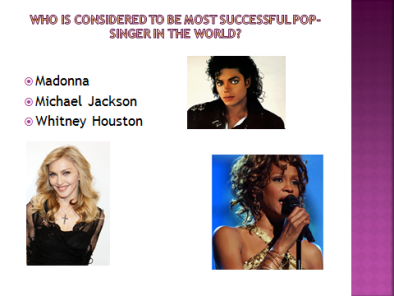 WHO IS CONSIDERED TO BE MOST SUCCESSFUL POP-
SINGER IN THE WORLD?
Madonna
Michael Jackson
Whitney Houston